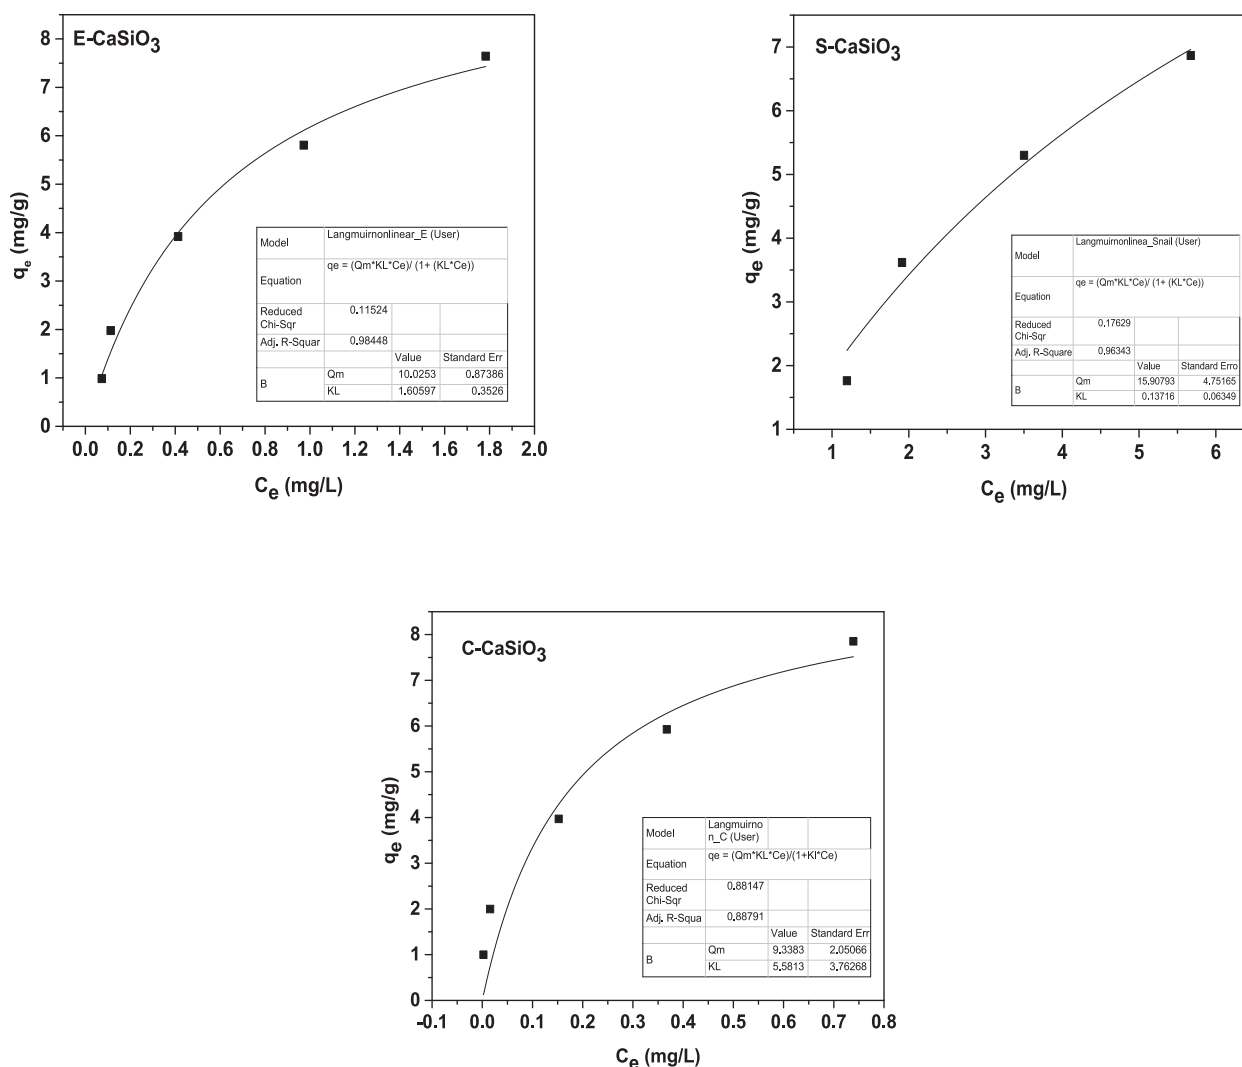 E-CaSiO3
8
7
6
5
4
3
2
1
0
qe (mg/g)
0.0 0.2 0.4 0.6 0.8 1.0 1.2 1.4 1.6 1.8 2.0
Ce (mg/L)
Model Langmuirnonlinear_E (User)
Equation qe = (Qm*KL*Ce)/ (1+ (KL*Ce))
Reduced Chi-Sqr 0.11524
Adj. R-Squar 0.98448
Value Standard Err
B Qm 10.0253 0.87386
KL 1.60597 0.3526
S-CaSiO3
7
6
5
4
3
2
1
qe (mg/g)
1 2 3 4 5 6
Ce (mg/L)
Model Langmuirnonlinea_Snail (User)
Equation qe = (Qm*KL*Ce)/ (1+ (KL*Ce))
Reduced Chi-Sqr 0.17629
Adj. R-Square 0.96343
Value Standard Erro
B Qm 15.90793 4.75165
KL 0.13716 0.06349
C-CaSiO3
8
7
6
5
4
3
2
1
0
qe (mg/g)
-0.1 0.0 0.1 0.2 0.3 0.4 0.5 0.6 0.7 0.8
Ce (mg/L)
Model Langmuirno
n_C (User)
Equation qe = (Qm*KL*Ce)/(1+Kl*Ce)
Reduced Chi-Sqr 0.88147
Adj. R-Squa 0.88791
Value Standard Err
B Qm 9.3383 2.05066
KL 5.5813 3.76268